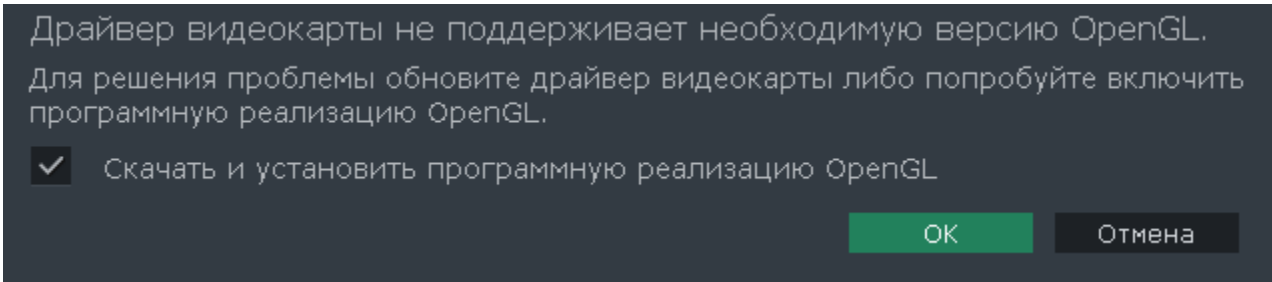 Драйвер видеокарты не поддерживает необходимую версию OpenGL.
Для решения проблемы обновите драйвер видеокарты либо попробуйте включить
программную реализацию OpenGL.
Скачать и установить программную реализацию OpenGL
OK
Отмена